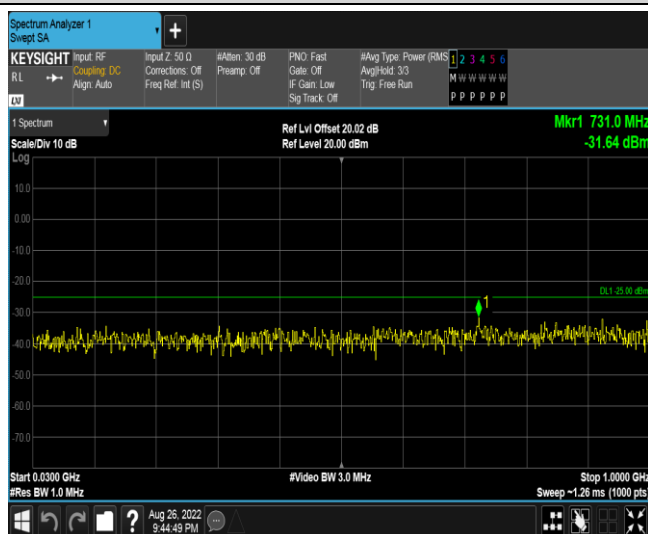 Spectrum Analyzer 1
Swept SA
+
KEYSIGHT Input: RF Input Z: 50 Ω #Atten: 30 dB PNO: Fast #Avg Type: Power (RMS 1 2 3 4 5 6
RL Coupling: DC Corrections: Off Preamp: Off Gate: Off Avg|Hold: 3/3 M W W W W W
Align: Auto Freq Ref: Int (S) IF Gain: Low Trig: Free Run
LXI Sig Track: Off P P P P P P
1 Spectrum Ref Lvl Offset 20.02 dB Mkr1 731.0 MHz
Scale/Div 10 dB Ref Level 20.00 dBm -31.64 dBm
Log
10.0
0.00
-10.0
-20.0
DL1 -25.00 dBm
1
-30.0
-40.0
-50.0
-60.0
-70.0
Start 0.0300 GHz #Video BW 3.0 MHz Stop 1.0000 GHz
#Res BW 1.0 MHz Sweep ~1.26 ms (1000 pts)
? Aug 26, 2022
9:44:49 PM